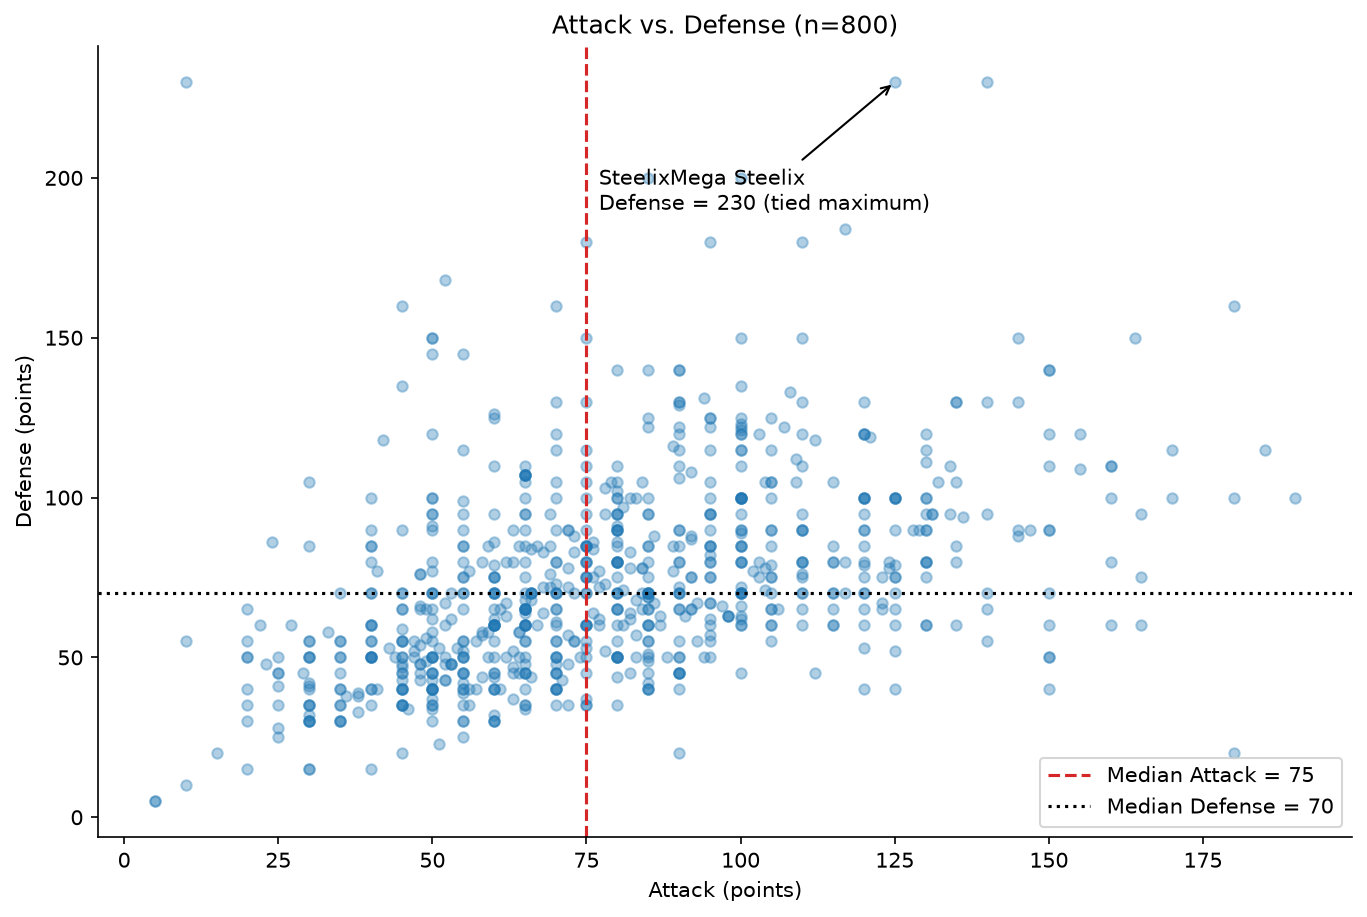 Attack vs. Defense (n=800)
Defense (points)
200
150
100
50
0
SteelixMega Steelix
Defense = 230 (tied maximum)
Median Attack = 75
Median Defense = 70
0
25
50
75
100
125
150
175
Attack (points)